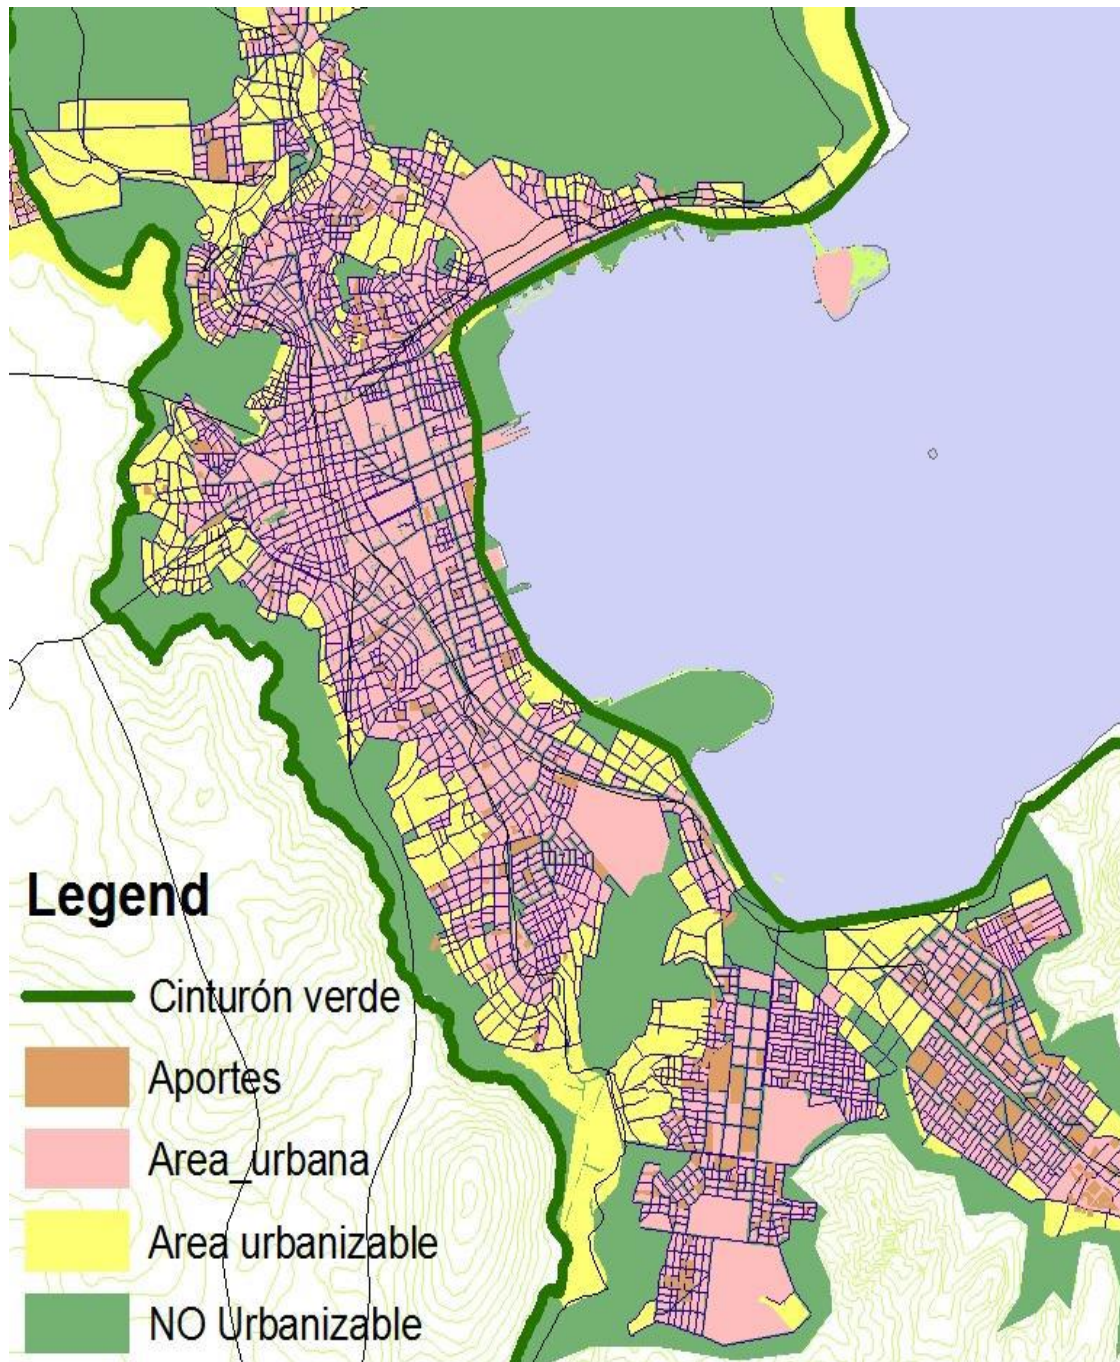 Legend
Cinturón verde
Aportes
Area_urbana
Area urbanizable
NO Urbanizable